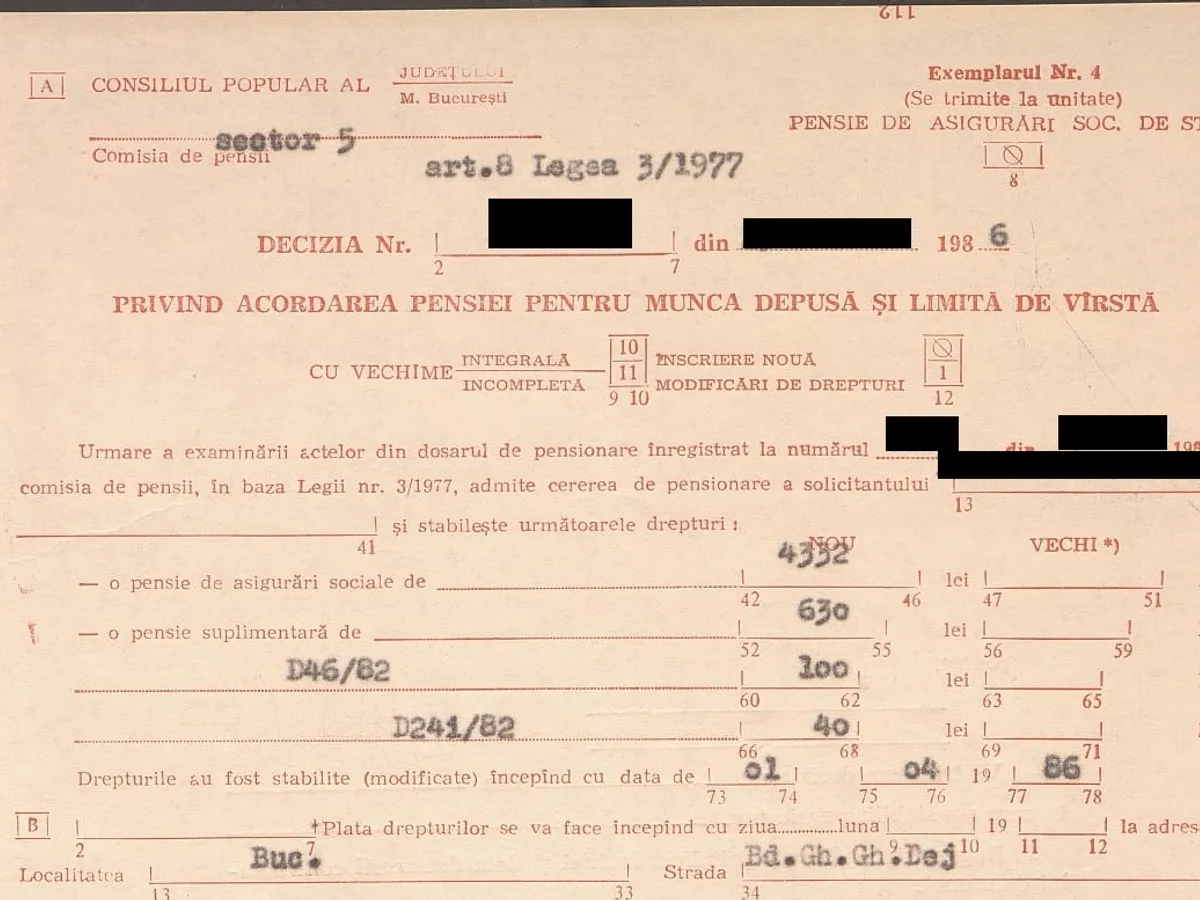 112
A CONSILIUL POPULAR AL JUDEŢULUI
M. Bucureşti
Exemplarul Nr. 4
(Se trimite la unitate)
PENSIE DE ASIGURĂRI SOC. DE
sector 5
Comisia de pensii
art.8 Legea 3/1977
8
DECIZIA Nr. din 198 6
2 7
PRIVIND ACORDAREA PENSIEI PENTRU MUNCA DEPUSĂ ŞI LIMITĂ DE VÎRSTĂ
CU VECHIME INTEGRALĂ 10 ÎNSCRIERE NOUĂ
INCOMPLETĂ 11 MODIFICĂRI DE DREPTURI 1
9 10 12
Urmare a examinării actelor din dosarul de pensionare înregistrat la numărul din 198
comisia de pensii, în baza Legii nr. 3/1977, admite cererea de pensionare a solicitantului
13
şi stabileşte următoarele drepturi :
41
NOU VECHI *)
4332
— o pensie de asigurări sociale de lei
42 46 47 51
630
— o pensie suplimentară de lei
52 55 56 59
D46/82 100 lei
60 62 63 65
D241/82 40 lei
66 68 69 71
Drepturile au fost stabilite (modificate) începînd cu data de 01 04 19 86
73 74 75 76 77 78
B Plata drepturilor se va face începînd cu ziua luna 19 la
2 7 9 10 11 12
Buc. Bd.Gh.Gh.Dej
Localitatea Strada
13 33 34